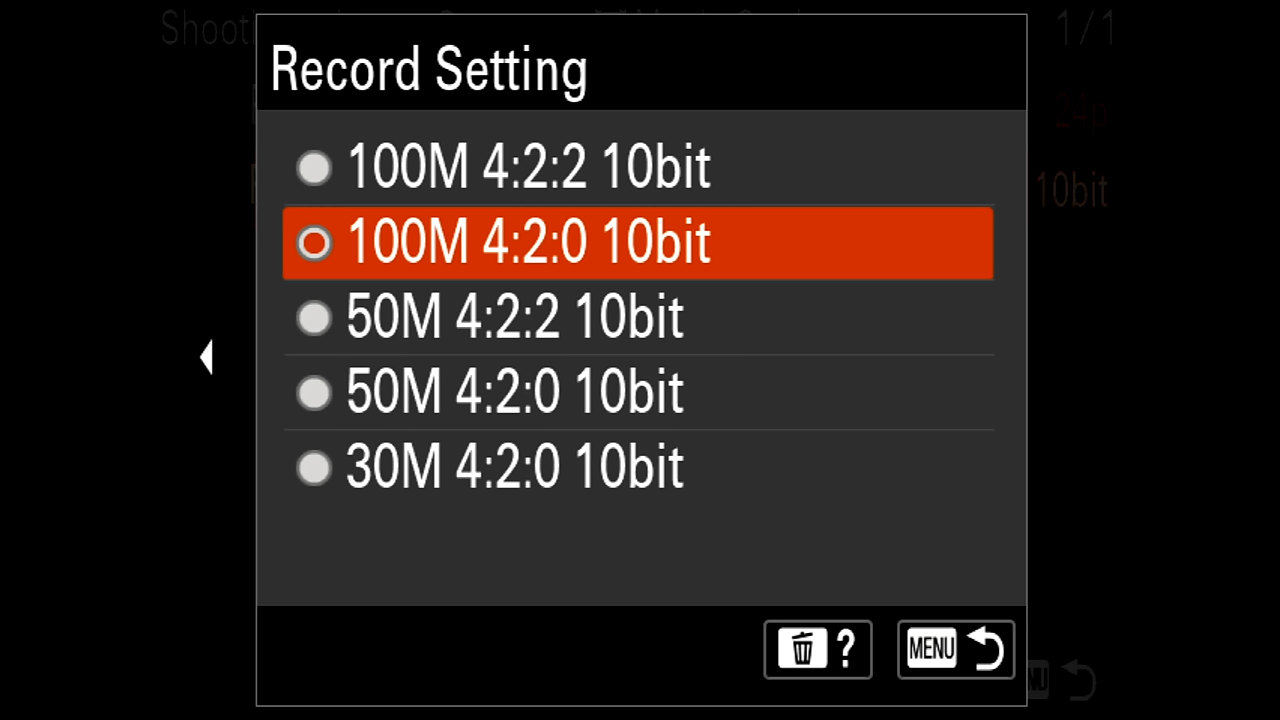 1/1
Record Setting
24p
100M 4:2:2 10bit
10bit
100M 4:2:0 10bit
50M 4:2:2 10bit
50M 4:2:0 10bit
30M 4:2:0 10bit
?
MENU